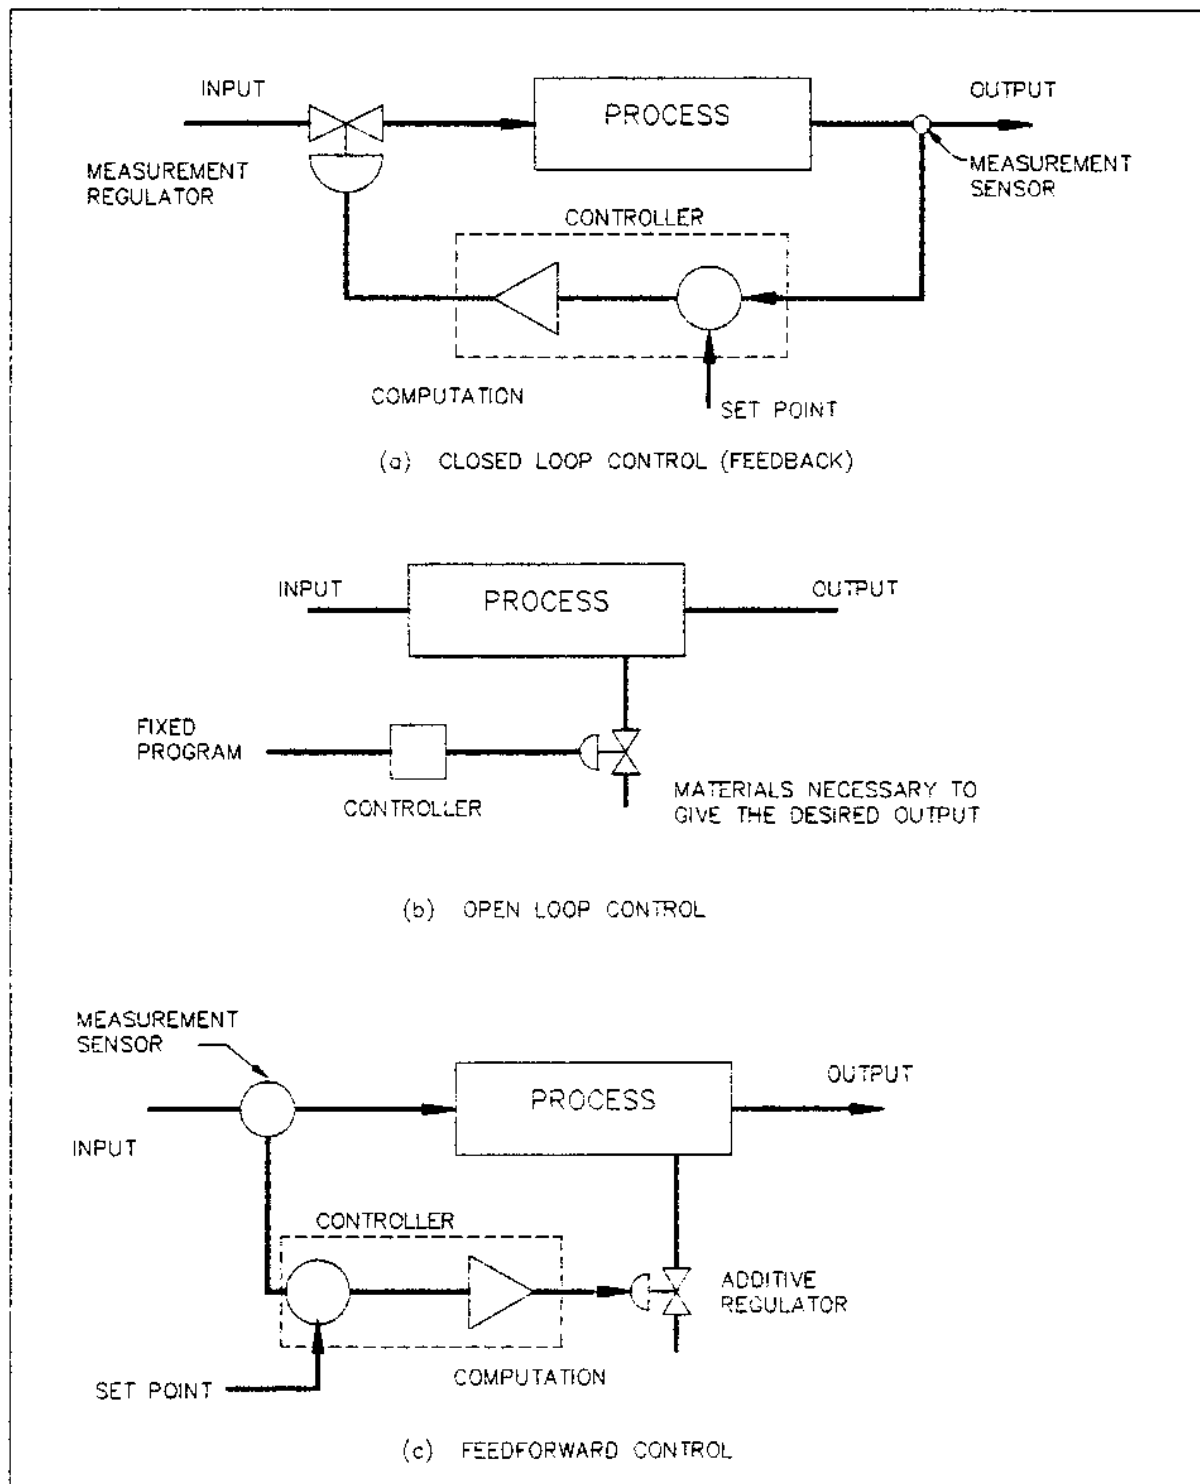 INPUT
PROCESS
OUTPUT
MEASUREMENT
REGULATOR
MEASUREMENT
SENSOR
CONTROLLER
COMPUTATION
SET POINT
(a) CLOSED LOOP CONTROL (FEEDBACK)
INPUT
PROCESS
OUTPUT
FIXED
PROGRAM
CONTROLLER
MATERIALS NECESSARY TO
GIVE THE DESIRED OUTPUT
(b) OPEN LOOP CONTROL
MEASUREMENT
SENSOR
PROCESS
OUTPUT
INPUT
CONTROLLER
ADDITIVE
REGULATOR
COMPUTATION
SET POINT
(c) FEEDFORWARD CONTROL